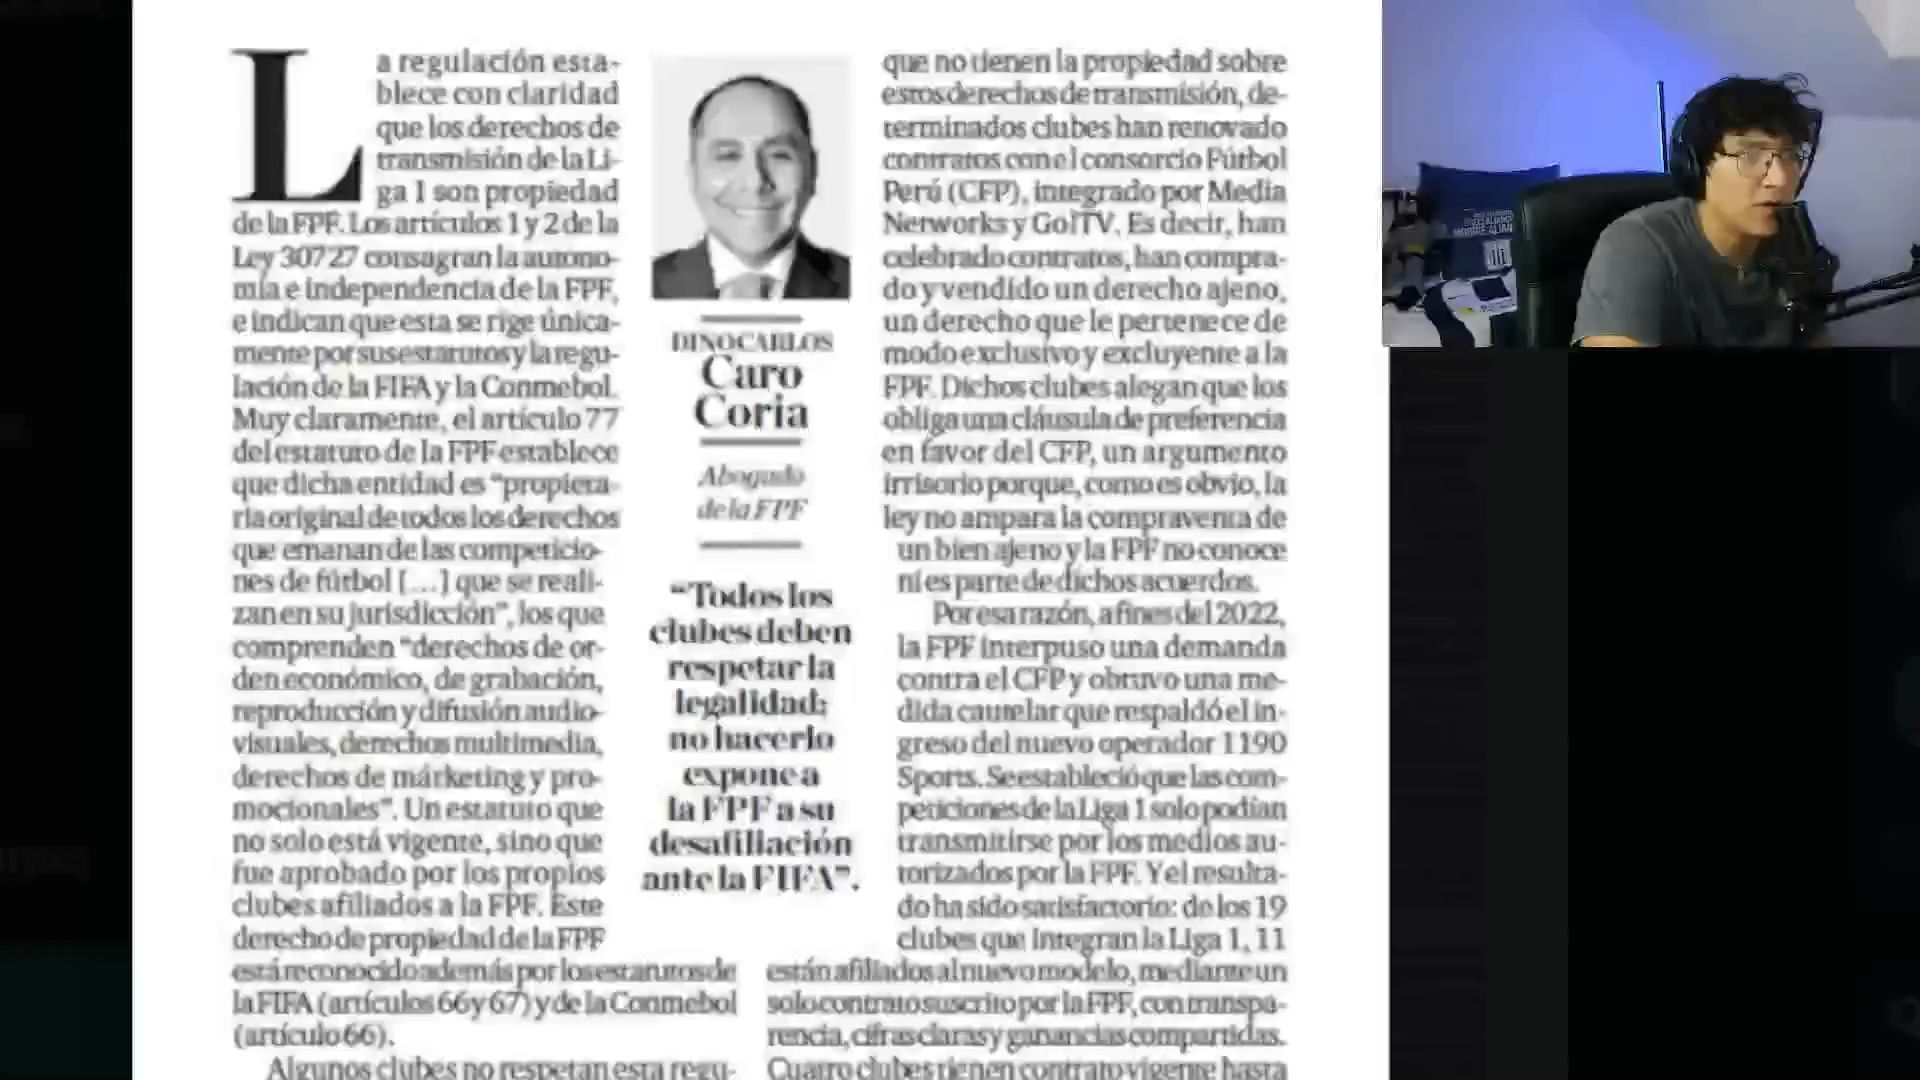 La regulación esta-
blece con claridad
que los derechos de
transmisión de la Li-
ga 1 son propiedad
de la FPF. Los artículos 1 y 2 de la
Ley 30727 consagran la autono-
mía e independencia de la FPF,
e indican que esta se rige única-
mente por sus estatutos y la regu-
lación de la FIFA y la Conmebol.
Muy claramente, el artículo 77
del estatuto de la FPF establece
que dicha entidad es “propieta-
ria original de todos los derechos
que emanan de las competicio-
nes de fútbol [...] que se reali-
zan en su jurisdicción”, los que
comprenden “derechos de or-
den económico, de grabación,
reproducción y difusión audio-
visuales, derechos multimedia,
derechos de márketing y pro-
mocionales”. Un estatuto que
no solo está vigente, sino que
fue aprobado por los propios
clubes afiliados a la FPF. Este
derecho de propiedad de la FPF
está reconocido además por los estatutos de
la FIFA (artículos 66 y 67) y de la Conmebol
(artículo 66).
Algunos clubes no respetan esta regu-
DINO CARLOS
Caro
Coria
Abogado
de la FPF
“Todos los
clubes deben
respetar la
legalidad;
no hacerlo
expone a
la FPF a su
desafiliación
ante la FIFA”.
que no tienen la propiedad sobre
estos derechos de transmisión, de-
terminados clubes han renovado
contratos con el consorcio Fútbol
Perú (CFP), integrado por Media
Networks y GolTV. Es decir, han
celebrado contratos, han compra-
do y vendido un derecho ajeno,
un derecho que le pertenece de
modo exclusivo y excluyente a la
FPF. Dichos clubes alegan que los
obliga una cláusula de preferencia
en favor del CFP, un argumento
irrisorio porque, como es obvio, la
ley no ampara la compraventa de
un bien ajeno y la FPF no conoce
ni es parte de dichos acuerdos.
Por esa razón, a fines del 2022,
la FPF interpuso una demanda
contra el CFP y obtuvo una me-
dida cautelar que respaldó el in-
greso del nuevo operador 1190
Sports. Se estableció que las com-
peticiones de la Liga 1 solo podían
transmitirse por los medios au-
torizados por la FPF. Y el resulta-
do ha sido satisfactorio: de los 19
clubes que integran la Liga 1, 11
están afiliados al nuevo modelo, mediante un
solo contrato suscrito por la FPF, con transpa-
rencia, cifras claras y ganancias compartidas.
Cuatro clubes tienen contrato vigente hasta